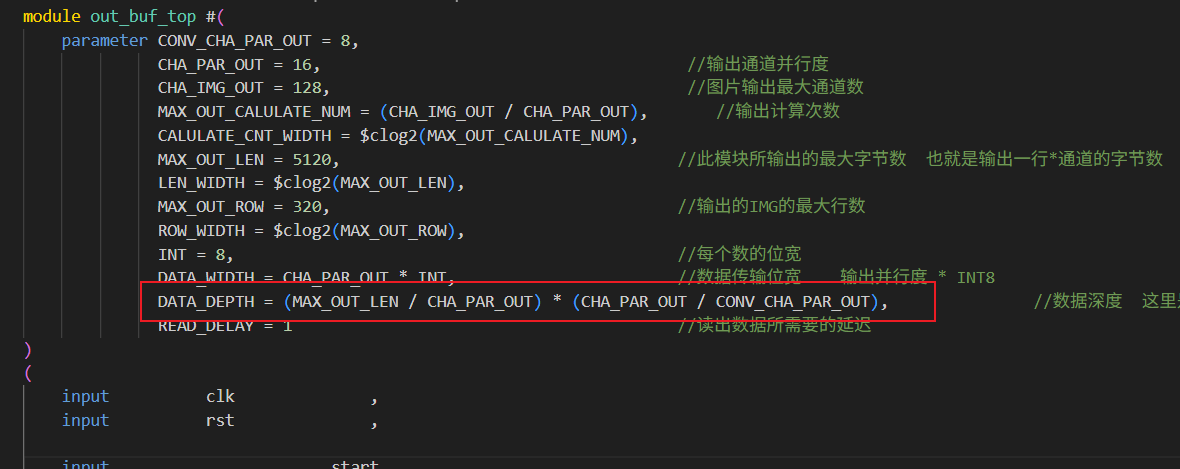 module out_buf_top #(
parameter CONV_CHA_PAR_OUT = 8,
CHA_PAR_OUT = 16, //输出通道并行度
CHA_IMG_OUT = 128, //图片输出最大通道数
MAX_OUT_CALULATE_NUM = (CHA_IMG_OUT / CHA_PAR_OUT), //输出计算次数
CALULATE_CNT_WIDTH = $clog2(MAX_OUT_CALULATE_NUM),
MAX_OUT_LEN = 5120, //此模块所输出的最大字节数 也就是输出一行*通道的字节数
LEN_WIDTH = $clog2(MAX_OUT_LEN),
MAX_OUT_ROW = 320, //输出的IMG的最大行数
ROW_WIDTH = $clog2(MAX_OUT_ROW),
INT = 8, //每个数的位宽
DATA_WIDTH = CHA_PAR_OUT * INT, //数据传输位宽 输出并行度 * INT8
DATA_DEPTH = (MAX_OUT_LEN / CHA_PAR_OUT) * (CHA_PAR_OUT / CONV_CHA_PAR_OUT), //数据深度 这里
READ_DELAY = 1 //读出数据所需要的延迟
)
(
input clk ,
input rst ,
input start